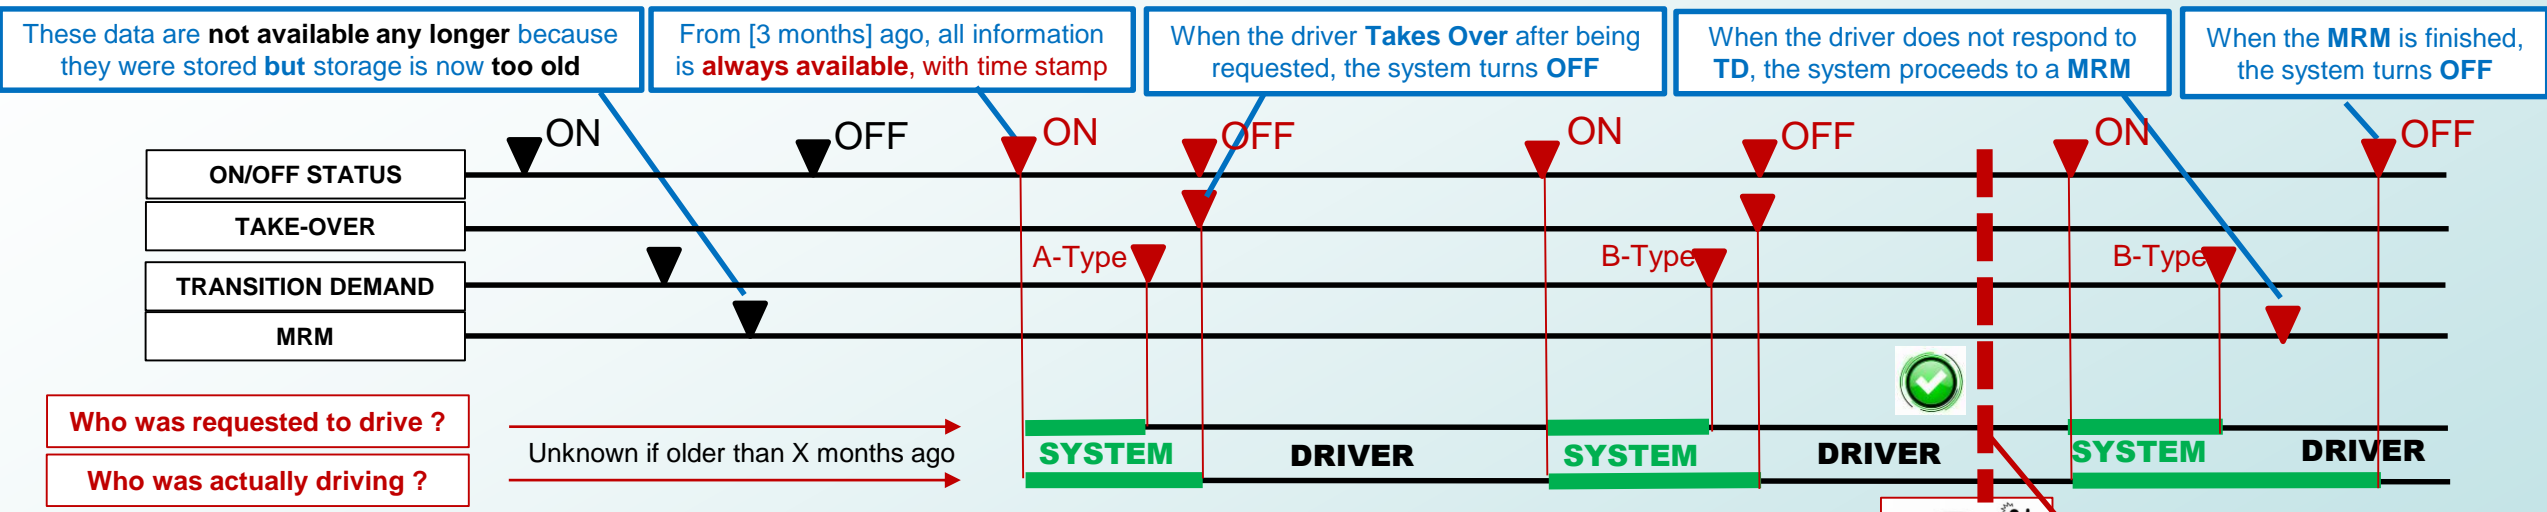 These data are not available any longer because
they were stored but storage is now too old
From [3 months] ago, all information
is always available, with time stamp
When the driver Takes Over after being
requested, the system turns OFF
When the driver does not respond to
TD, the system proceeds to a MRM
When the MRM is finished,
the system turns OFF
ON
OFF
ON
OFF
ON
OFF
ON
OFF
ON/OFF STATUS
TAKE-OVER
A-Type
B-Type
B-Type
TRANSITION DEMAND
MRM
Who was requested to drive ?
Unknown if older than X months ago
SYSTEM
DRIVER
SYSTEM
DRIVER
SYSTEM
DRIVER
Who was actually driving ?